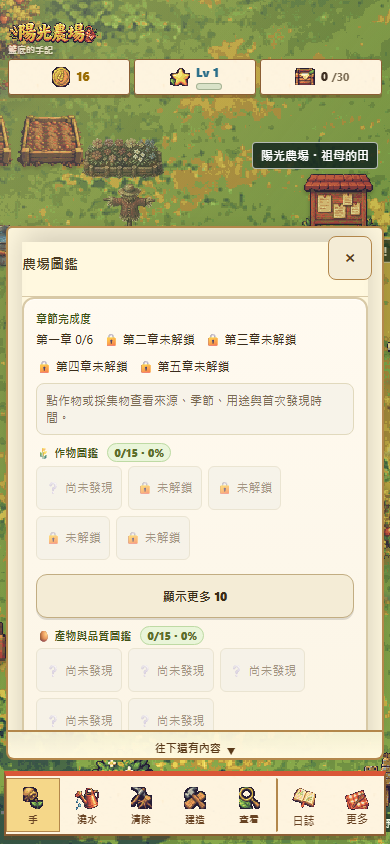 陽光農場
籃底的手記
16
Lv 1
0 /30
陽光農場・祖母的田
農場圖鑑
×
章節完成度
第一章 0/6 第二章未解鎖 第三章未解鎖
第四章未解鎖 第五章未解鎖
點作物或採集物查看來源、季節、用途與首次發現時
間。
作物圖鑑 0/15・0%
尚未發現 未解鎖 未解鎖
未解鎖 未解鎖
顯示更多 10
產物與品質圖鑑 0/15・0%
尚未發現 尚未發現 尚未發現
尚未發現 尚未發現
往下還有內容 ▼
手 澆水 清除 建造 查看 日誌 更多